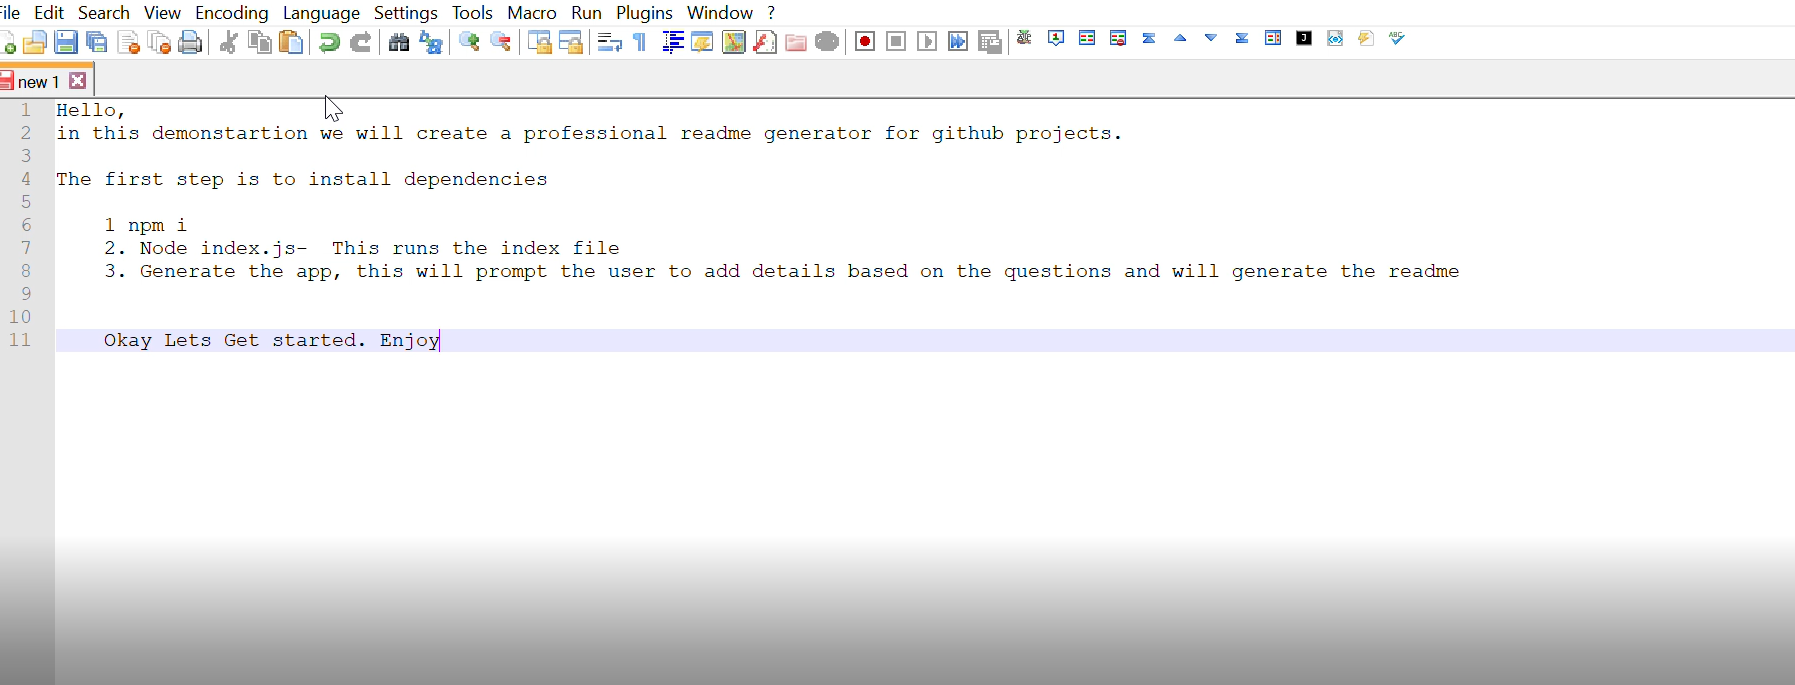 ile Edit Search View Encoding Language Settings Tools Macro Run Plugins Window ?
new 1
1 Hello,
2 in this demonstartion we will create a professional readme generator for github projects.
3
4 The first step is to install dependencies
5
6 1 npm i
7 2. Node index.js- This runs the index file
8 3. Generate the app, this will prompt the user to add details based on the questions and will generate the readme
9
10
11 Okay Lets Get started. Enjoy